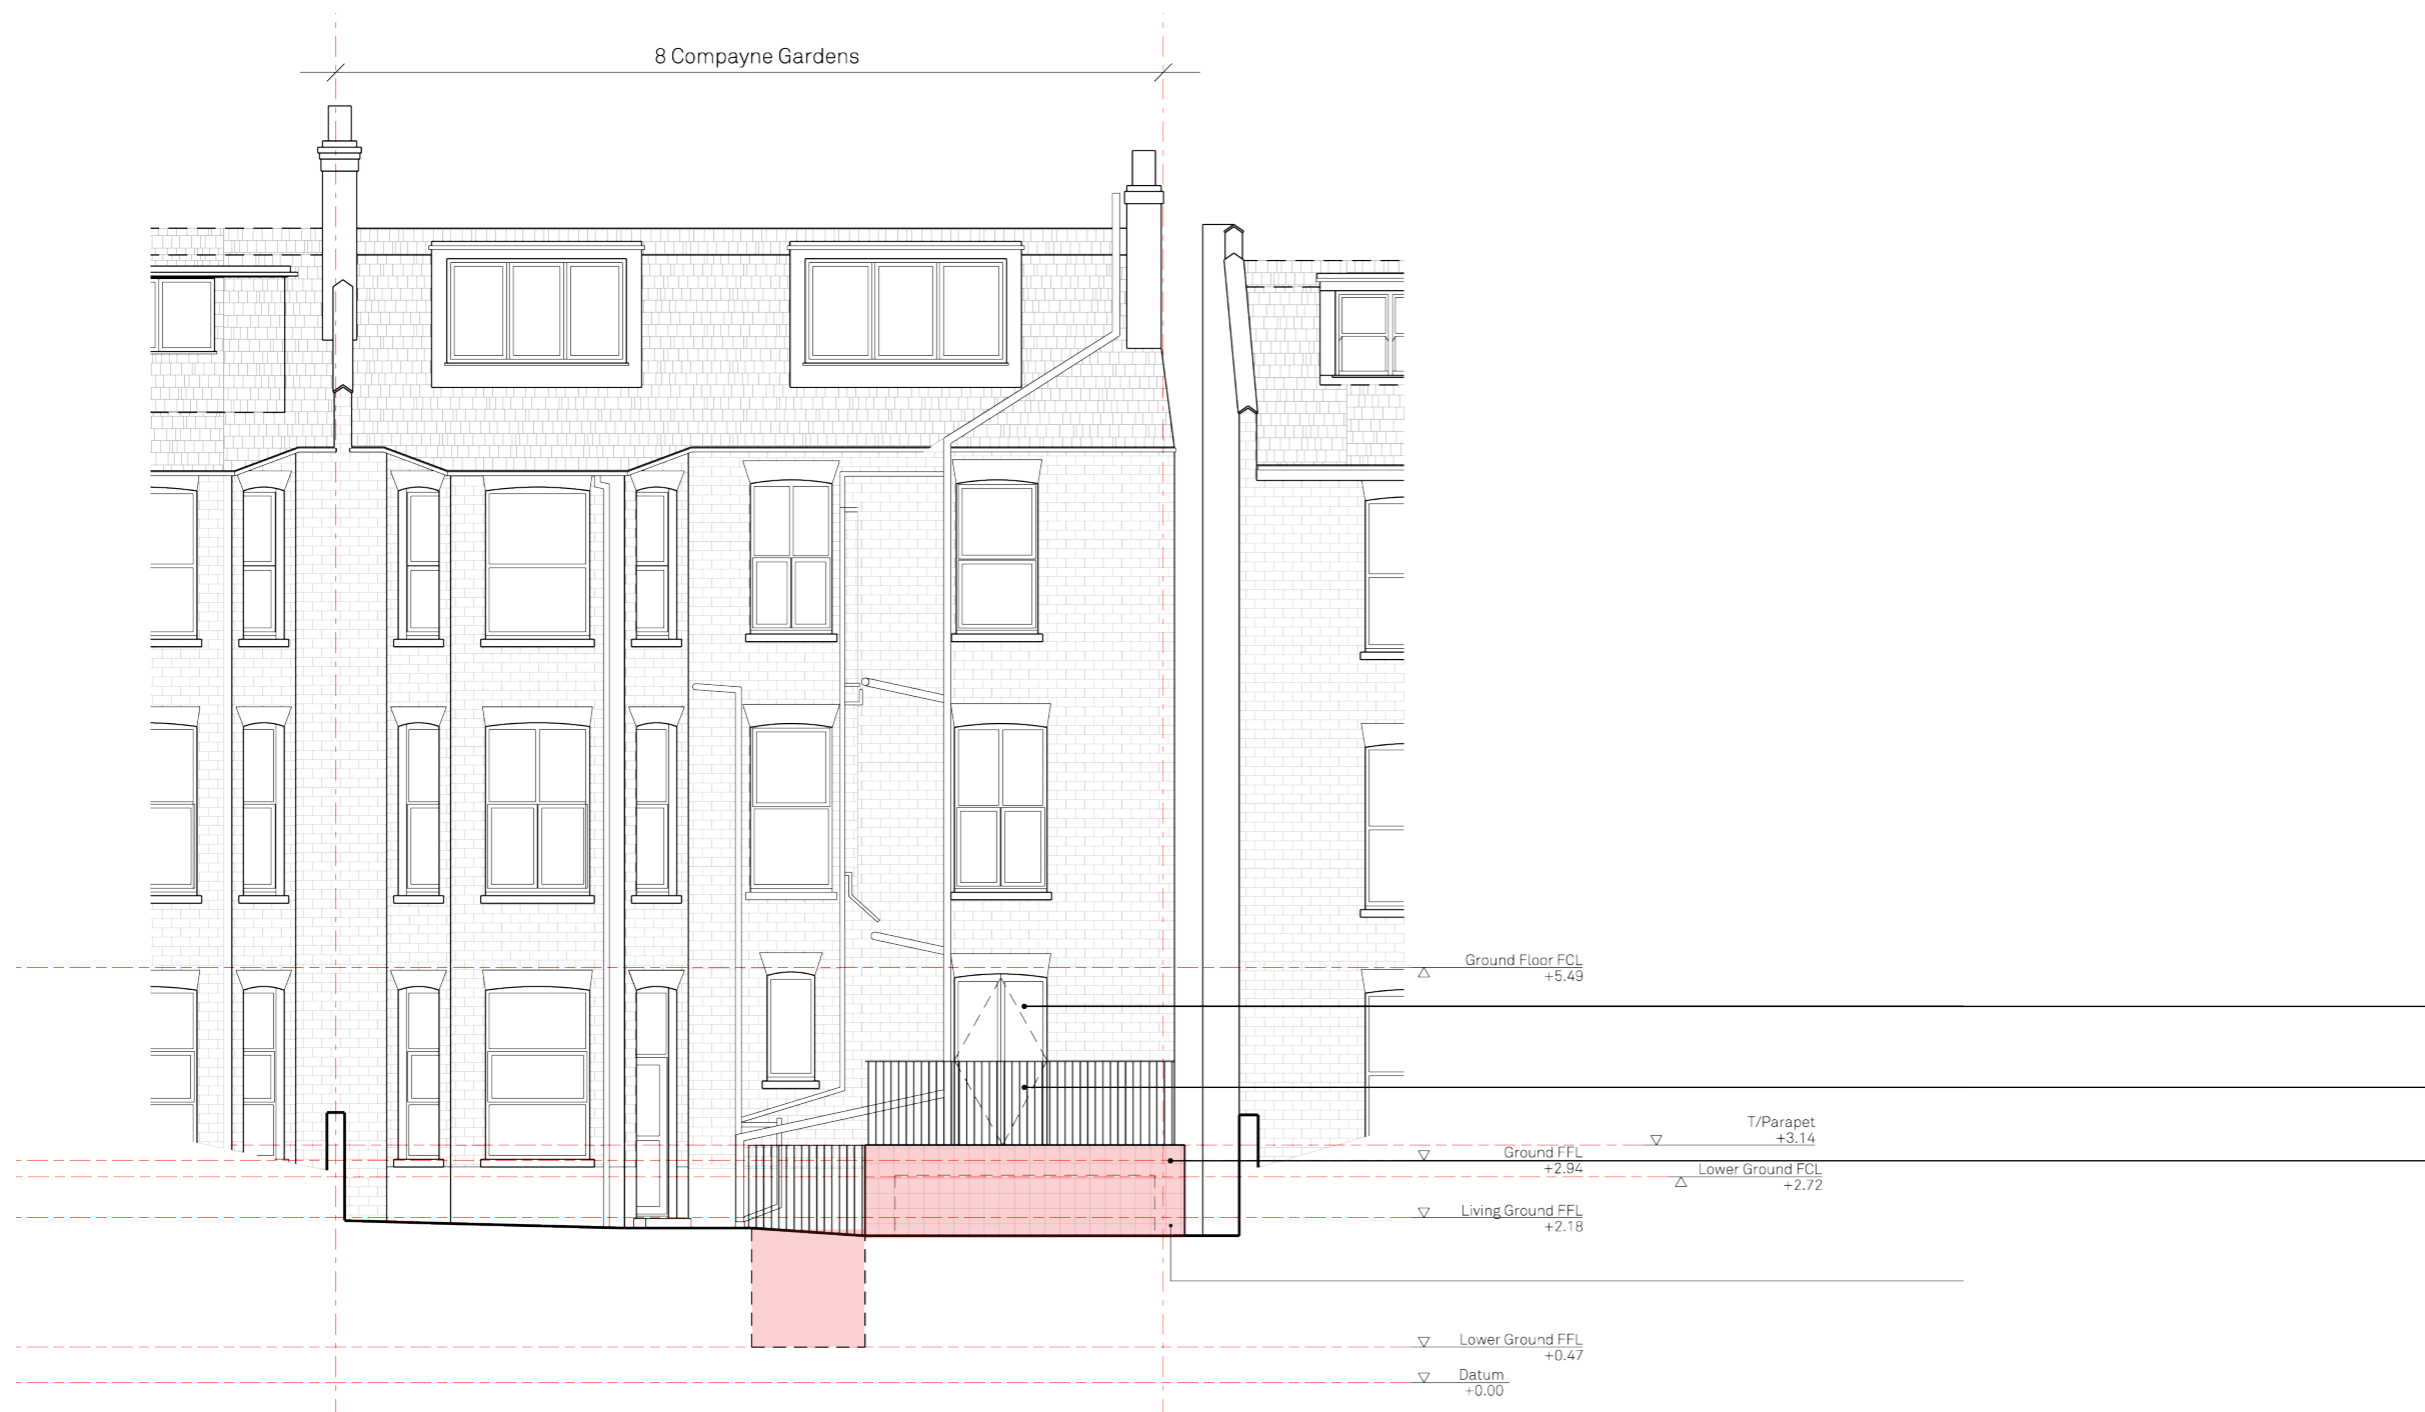 8 Compayne Gardens
Ground Floor FCL
+5.49
T/Parapet
+3.14
Ground FFL
+2.94
Lower Ground FCL
+2.72
Living Ground FFL
+2.18
Lower Ground FFL
+0.47
Datum
+0.00